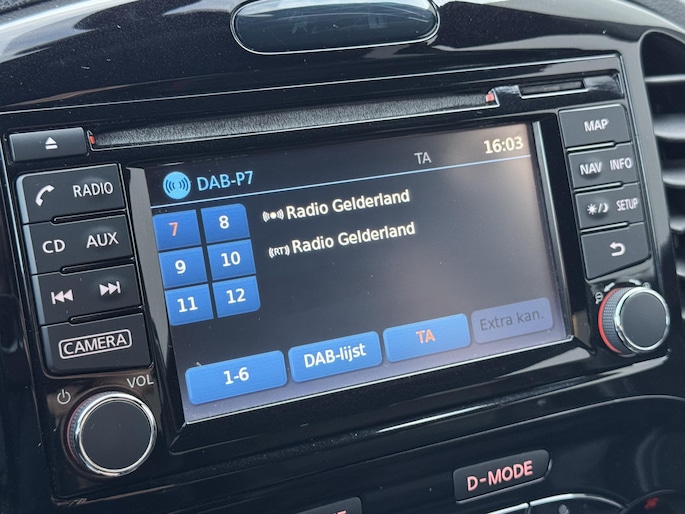 RADIO
CD AUX
CAMERA
VOL
DAB-P7 TA 16:03
7 8
9 10
11 12
Radio Gelderland
RT Radio Gelderland
1-6 DAB-lijst TA Extra kan.
MAP
NAV INFO
SETUP
D-MODE